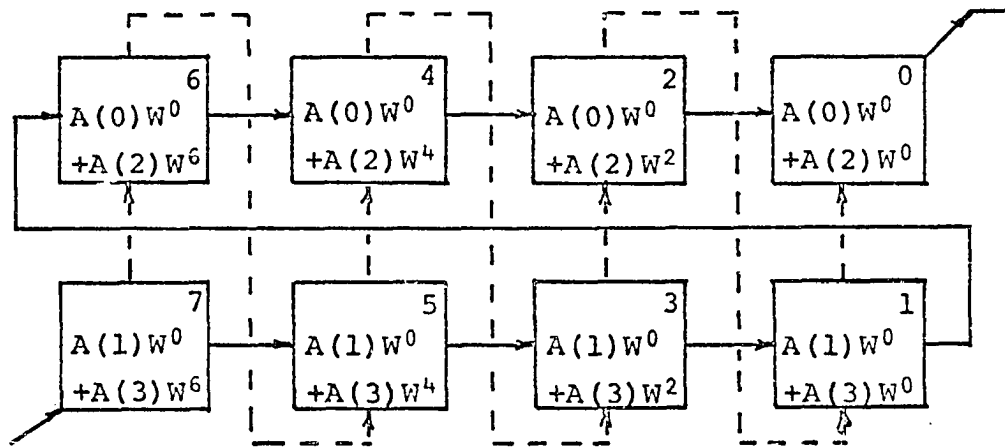 6
A(0)W⁰
+A(2)W⁶
4
A(0)W⁰
+A(2)W⁴
2
A(0)W⁰
+A(2)W²
0
A(0)W⁰
+A(2)W⁰
7
A(1)W⁰
+A(3)W⁶
5
A(1)W⁰
+A(3)W⁴
3
A(1)W⁰
+A(3)W²
1
A(1)W⁰
+A(3)W⁰